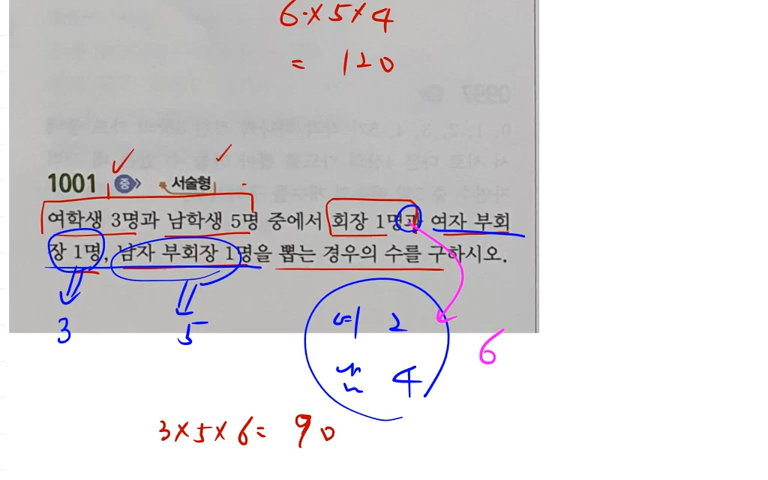 6×5×4
= 120
1001 중 서술형
여학생 3명과 남학생 5명 중에서 회장 1명과 여자 부회
장 1명, 남자 부회장 1명을 뽑는 경우의 수를 구하시오.
3 5
여 2
남 4
6
3×5×6= 90